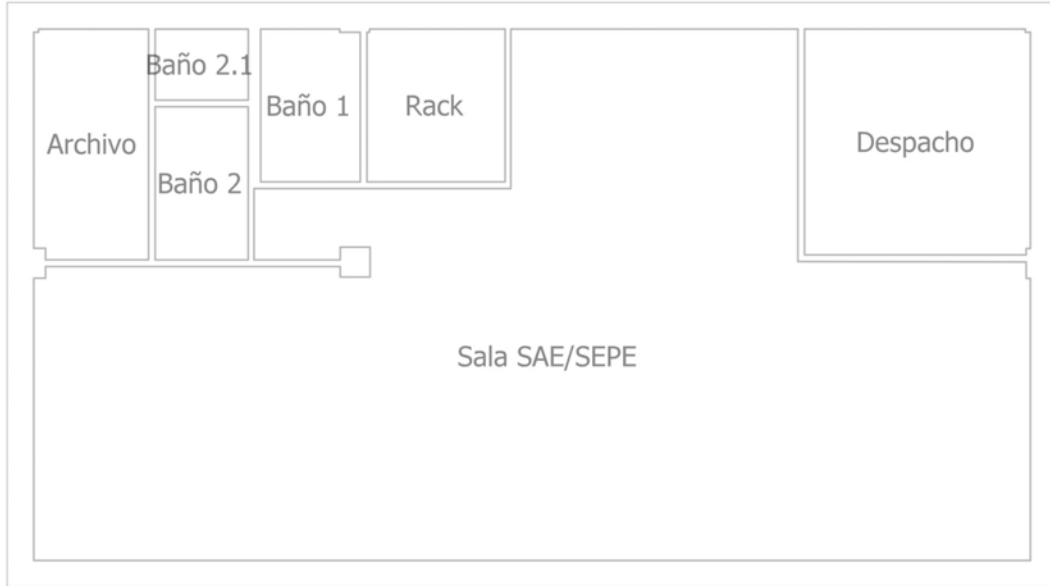 Baño 2.1
Baño 1
Rack
Archivo
Despacho
Baño 2
Sala SAE/SEPE